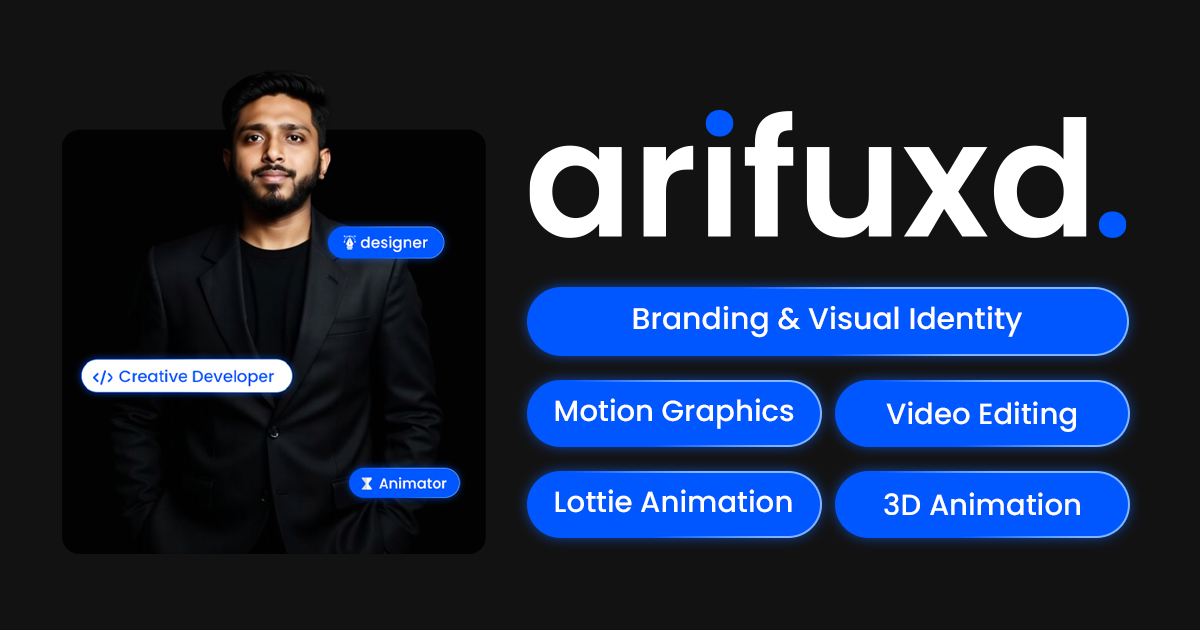 arifuxd.
designer
</> Creative Developer
Animator
Branding & Visual Identity
Motion Graphics
Video Editing
Lottie Animation
3D Animation